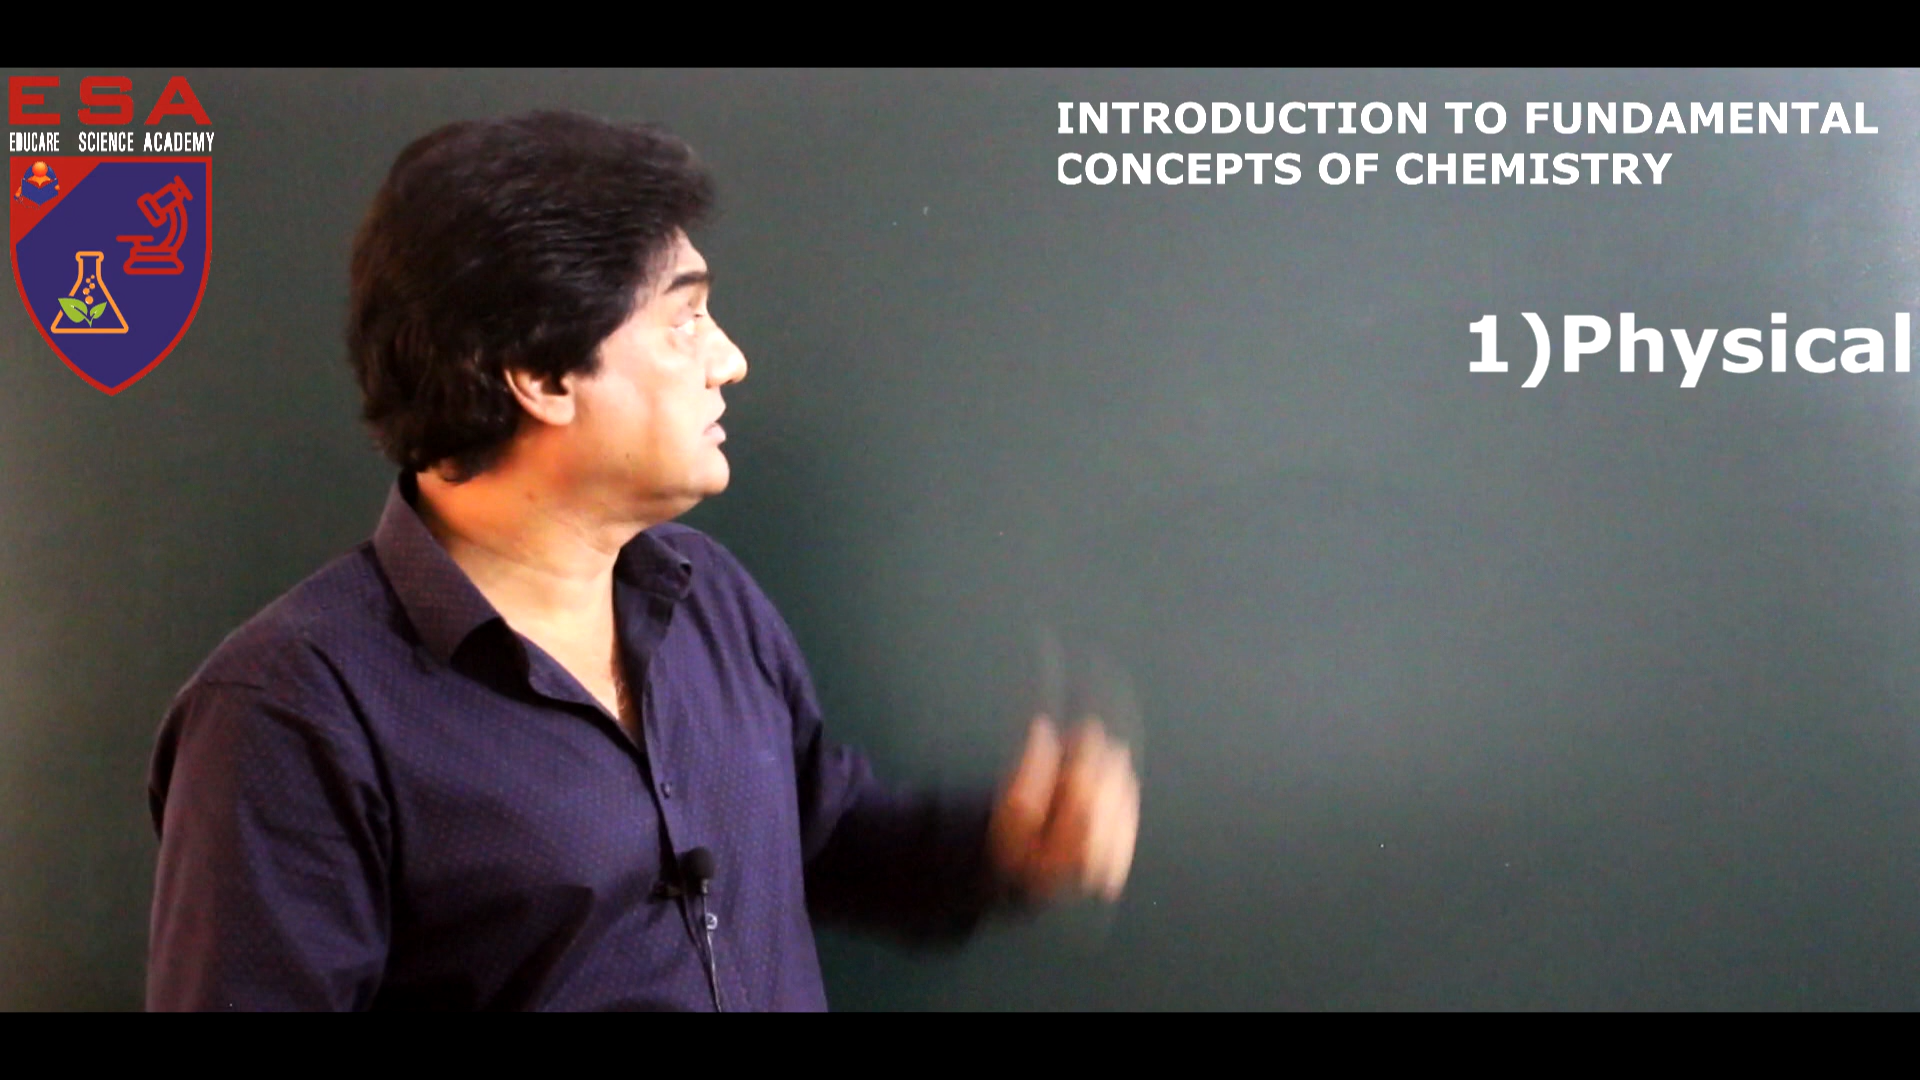 ESA
EDUCARE SCIENCE ACADEMY
INTRODUCTION TO FUNDAMENTAL
CONCEPTS OF CHEMISTRY
1)Physical